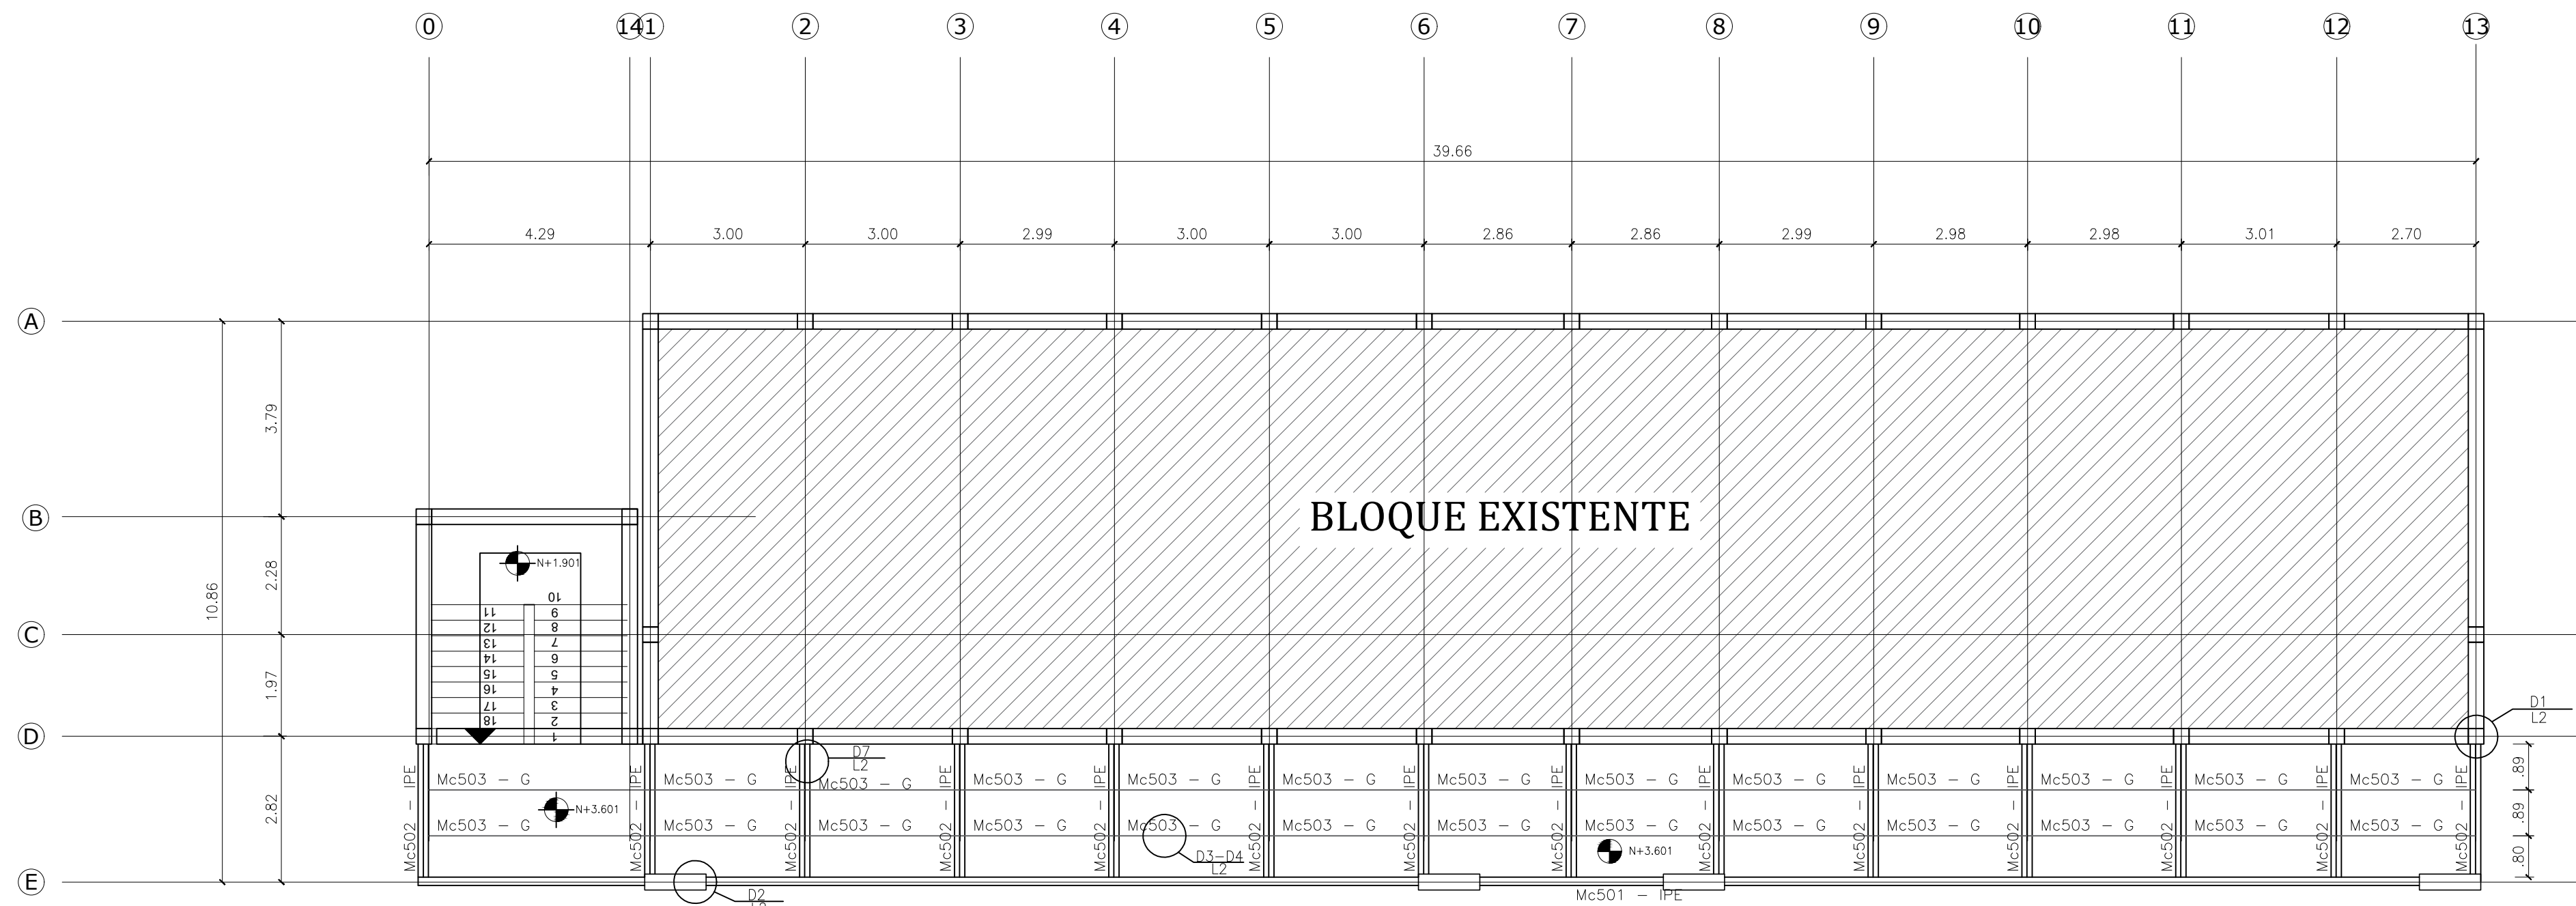 0 14 1 2 3 4 5 6 7 8 9 10 11 12 13
39.66
4.29 3.00 3.00 2.99 3.00 3.00 2.86 2.86 2.99 2.98 2.98 3.01 2.70
A
3.79
BLOQUE EXISTENTE
B
N+1.901
2.28
10.86
10
11 9
12 8
C
13 7
14 6
15 5
1.97
16 4
17 3
18 2
1
D
D1
L2
D7
L2
Mc503 - G Mc503 - G Mc503 - G Mc503 - G Mc503 - G Mc503 - G Mc503 - G Mc503 - G Mc503 - G Mc503 - G Mc503 - G Mc503 - G Mc503 - G
.89
2.82
N+3.601
.89
Mc502 - IPE Mc502 - IPE Mc502 - IPE Mc502 - IPE Mc502 - IPE Mc502 - IPE Mc502 - IPE Mc502 - IPE Mc502 - IPE Mc502 - IPE Mc502 - IPE Mc502 - IPE Mc502 - IPE Mc502 - IPE
Mc503 - G Mc503 - G Mc503 - G Mc503 - G Mc503 - G Mc503 - G Mc503 - G Mc503 - G Mc503 - G Mc503 - G Mc503 - G Mc503 - G Mc503 - G
N+3.601
D3-D4
L2
.80
E
D2
Mc501 - IPE